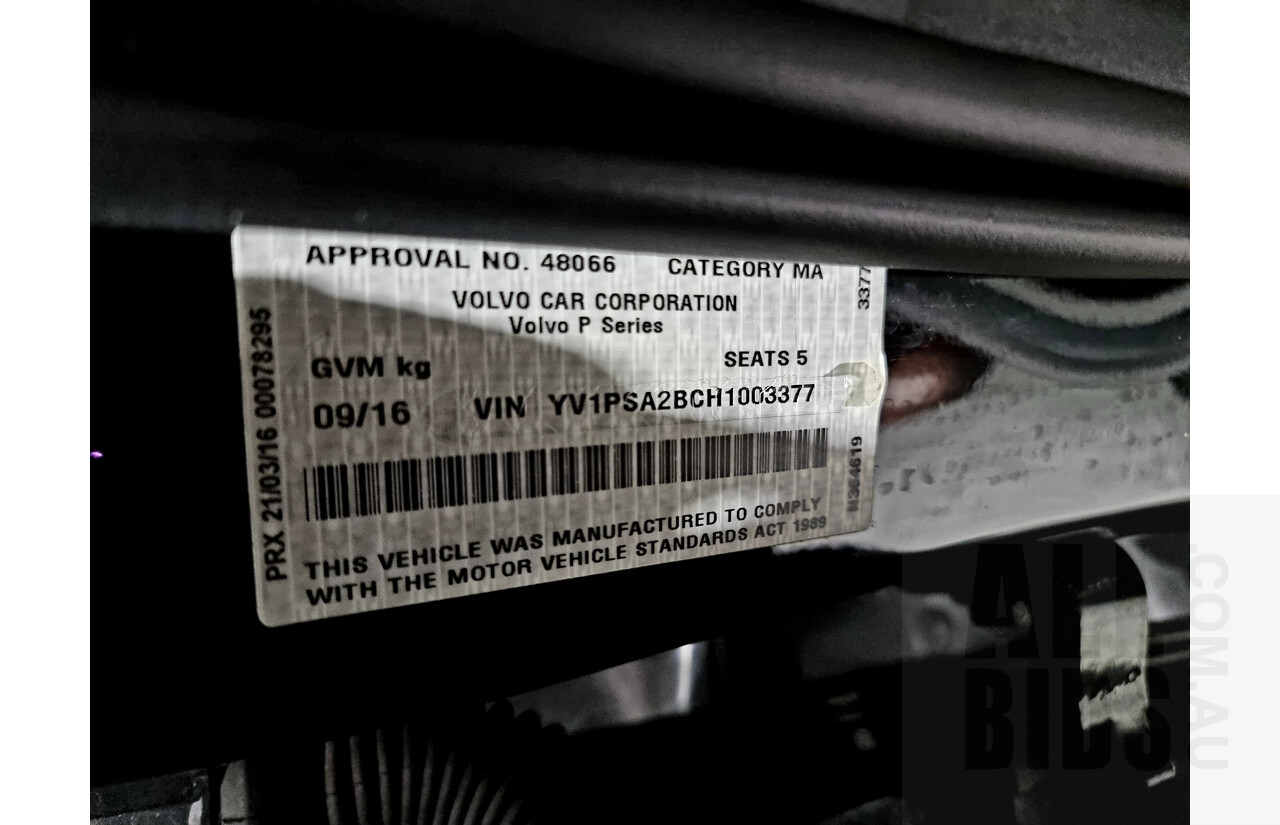 APPROVAL NO. 48066 CATEGORY MA
VOLVO CAR CORPORATION
Volvo P Series
GVM kg SEATS 5
09/16 VIN YV1PSA2BCH1003377
THIS VEHICLE WAS MANUFACTURED TO COMPLY
WITH THE MOTOR VEHICLE STANDARDS ACT 1989
PRX 21/03/16 00078295
3377
N364619
ALL
BIDS
.COM.AU